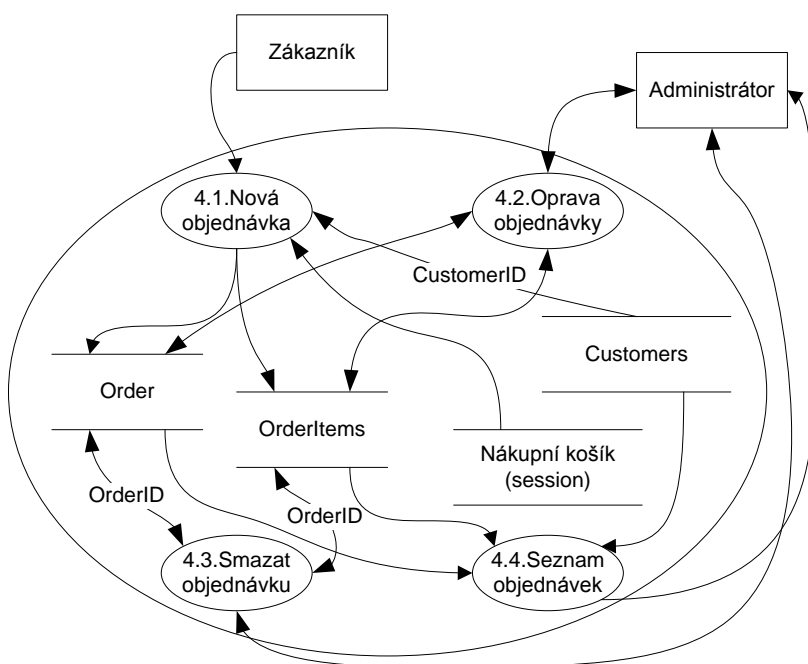 Zákazník
Administrátor
4.1.Nová
objednávka
4.2.Oprava
objednávky
CustomerID
Customers
Order
OrderItems
Nákupní košík
(session)
OrderID
OrderID
4.3.Smazat
objednávku
4.4.Seznam
objednávek